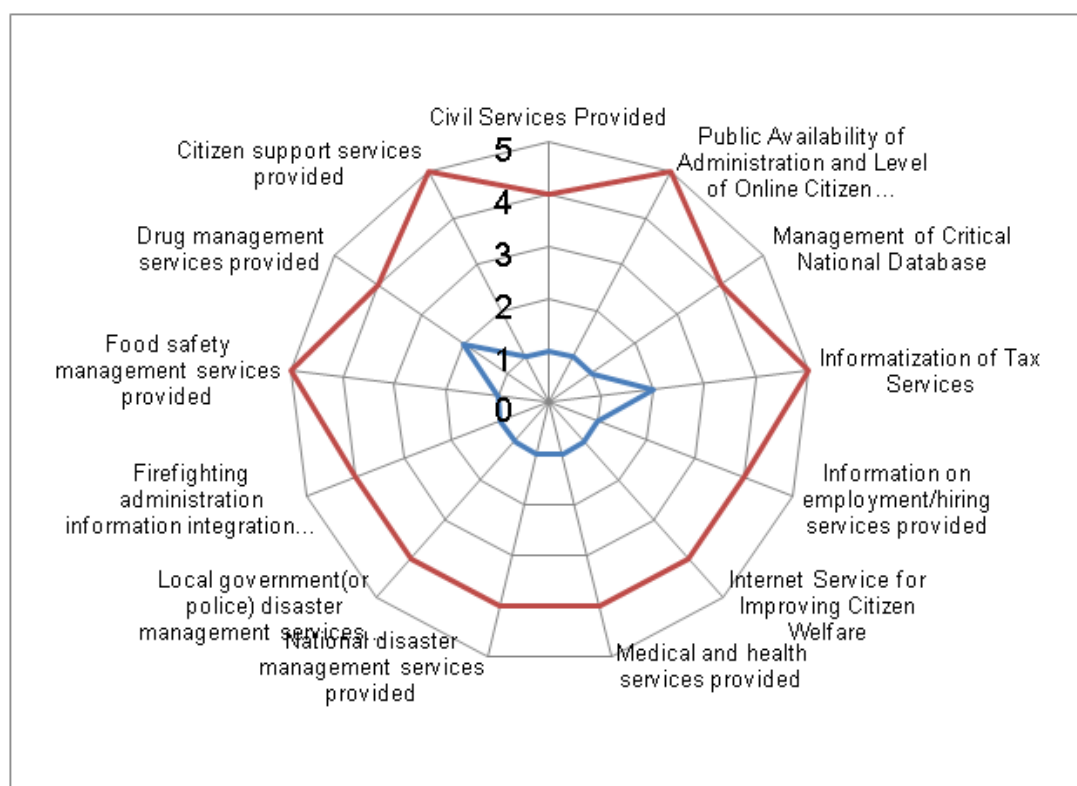 Civil Services Provided
Public Availability of
Administration and Level
of Online Citizen ...
Management of Critical
National Database
Informatization of Tax
Services
Information on
employment/hiring
services provided
Internet Service for
Improving Citizen
Welfare
Medical and health
services provided
National disaster
management services
provided
Local government(or
police) disaster
management services...
Firefighting
administration
information integration...
Food safety
management services
provided
Drug management
services provided
Citizen support services
provided
5
4
3
2
1
0